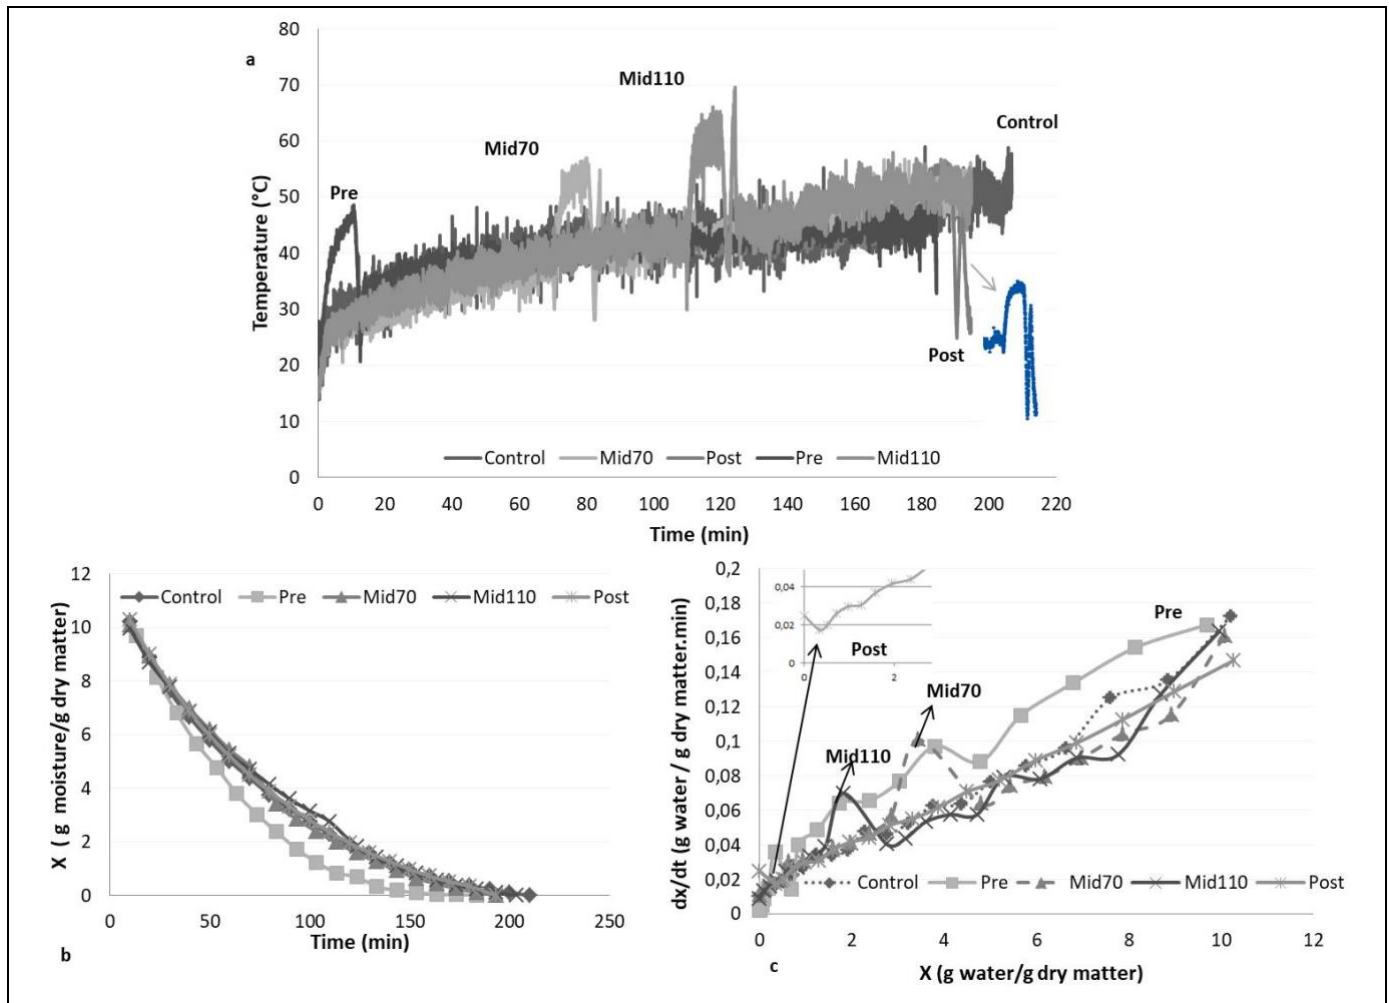 a
Temperature (°C)
80
70
60
50
40
30
20
10
0
Pre
Mid70
Mid110
Control
Post
Control Mid70 Post Pre Mid110
0 20 40 60 80 100 120 140 160 180 200 220
Time (min)
b
X ( g moisture/g dry matter)
12
10
8
6
4
2
0
Control Pre Mid70 Mid110 Post
0 50 100 150 200 250
Time (min)
c
dx/dt (g water / g dry matter.min)
0,2
0,18
0,16
0,14
0,12
0,1
0,08
0,06
0,04
0,02
0
0,04
0,02
0
0 2
Post
Pre
Mid70
Mid110
Control Pre Mid70 Mid110 Post
0 2 4 6 8 10 12
X (g water/g dry matter)